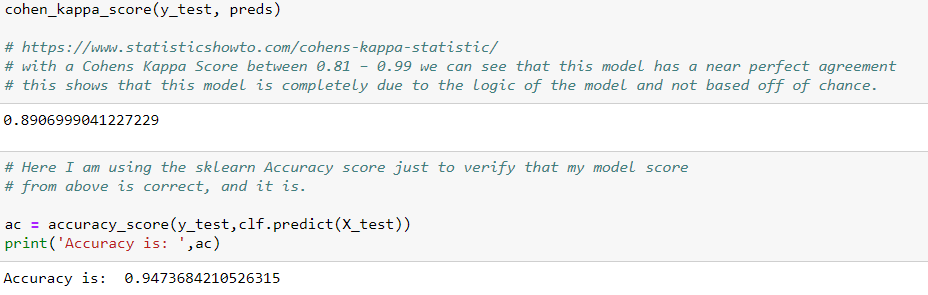 cohen_kappa_score(y_test, preds)
# https://www.statisticshowto.com/cohens-kappa-statistic/
# with a Cohens Kappa Score between 0.81 – 0.99 we can see that this model has a near perfect agreement
# this shows that this model is completely due to the logic of the model and not based off of chance.
0.8906999041227229
# Here I am using the sklearn Accuracy score just to verify that my model score
# from above is correct, and it is.
ac = accuracy_score(y_test,clf.predict(X_test))
print('Accuracy is: ',ac)
Accuracy is:  0.9473684210526315